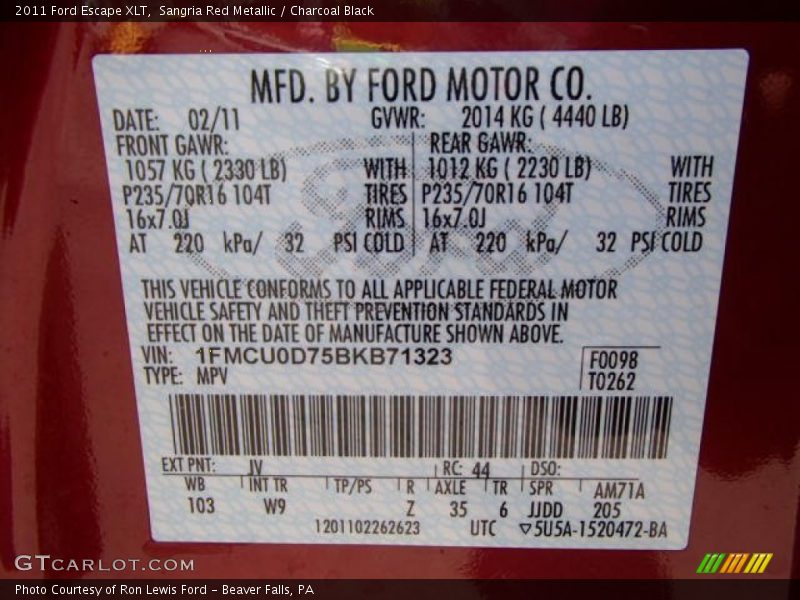 2011 Ford Escape XLT,  Sangria Red Metallic / Charcoal Black
MFD. BY FORD MOTOR CO.
DATE: 02/11 GVWR: 2014 KG ( 4440 LB)
FRONT GAWR: REAR GAWR:
1057 KG ( 2330 LB) WITH 1012 KG ( 2230 LB) WITH
P235/70R16 104T TIRES P235/70R16 104T TIRES
16x7.0J RIMS 16x7.0J RIMS
AT 220 kPa/ 32 PSI COLD AT 220 kPa/ 32 PSI COLD
THIS VEHICLE CONFORMS TO ALL APPLICABLE FEDERAL MOTOR
VEHICLE SAFETY AND THEFT PREVENTION STANDARDS IN
EFFECT ON THE DATE OF MANUFACTURE SHOWN ABOVE.
VIN: 1FMCU0D75BKB71323 F0098
TYPE: MPV T0262
EXT PNT: JV RC: 44 DSO:
WB INT TR TP/PS R AXLE TR SPR AM71A
103 W9 Z 35 6 JJDD 205
1201102262623 UTC ▽5U5A-1520472-BA
GTCARLOT.COM
Photo Courtesy of Ron Lewis Ford - Beaver Falls, PA